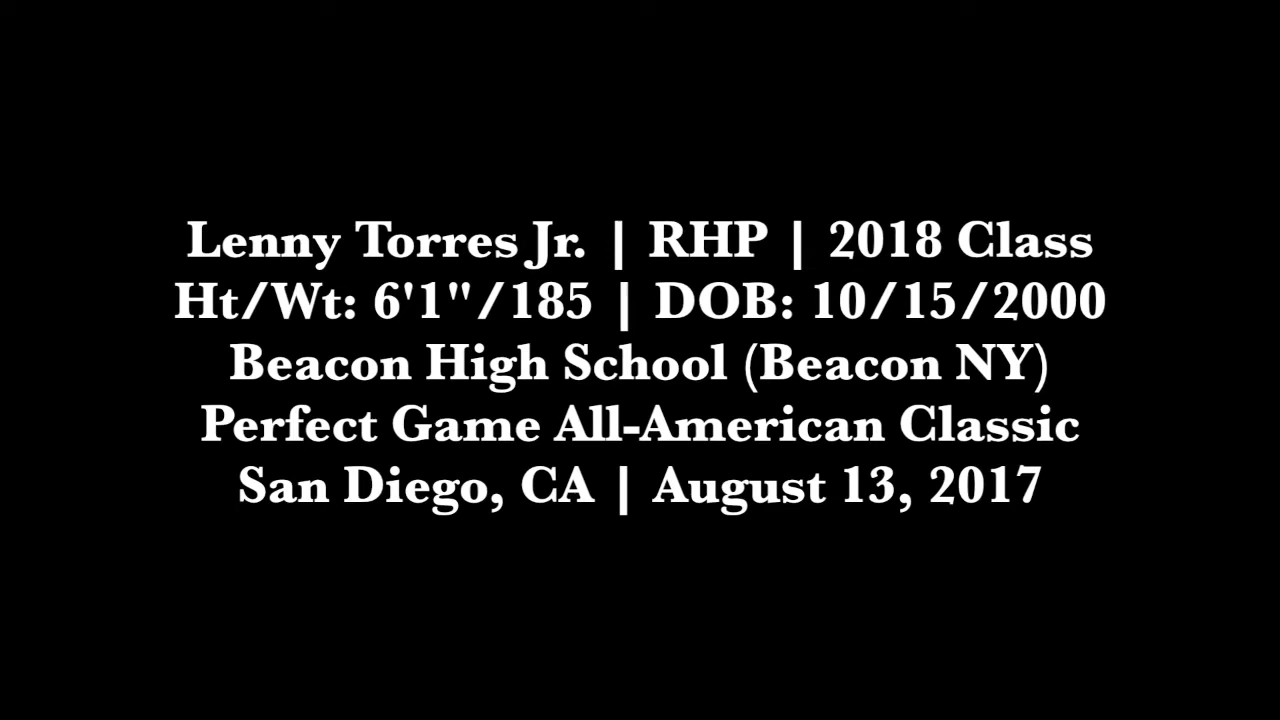 Lenny Torres Jr. | RHP | 2018 Class
Ht/Wt: 6'1"/185 | DOB: 10/15/2000
Beacon High School (Beacon NY)
Perfect Game All-American Classic
San Diego, CA | August 13, 2017